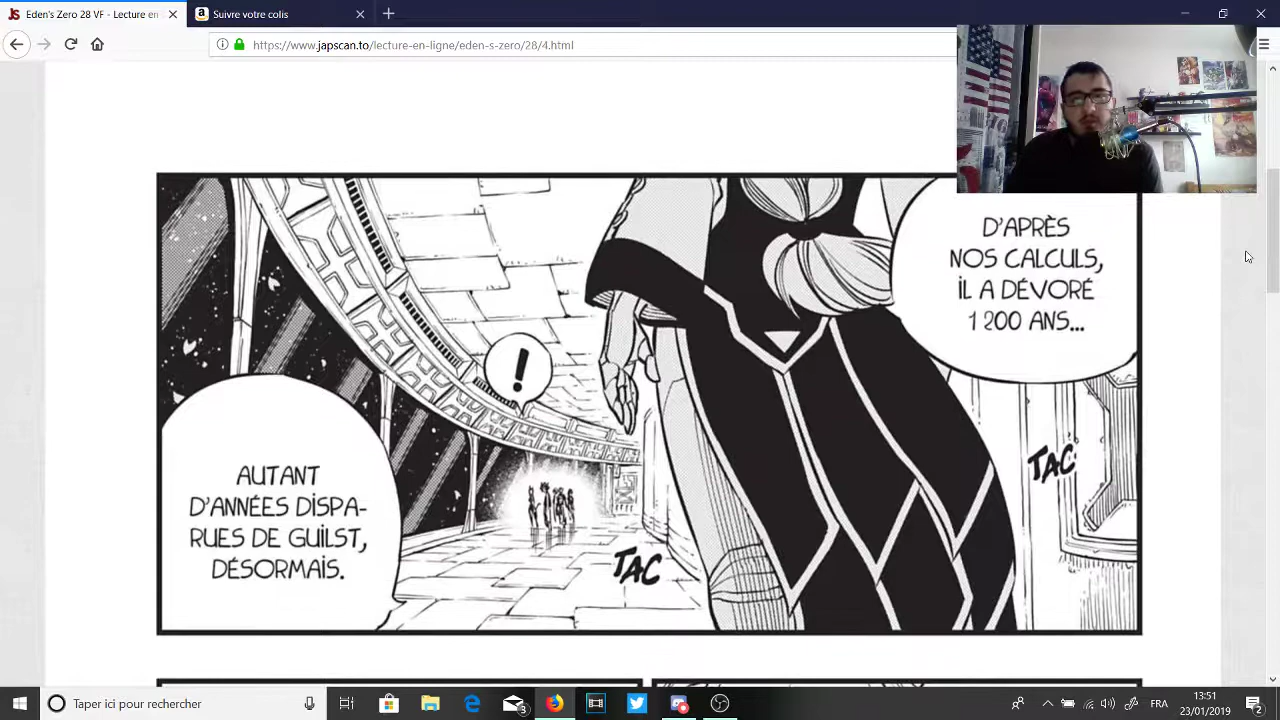 Eden's Zero 28 VF - Lecture en
Suivre votre colis
https://www.japscan.to/lecture-en-ligne/eden-s-zero/28/4.html
D'APRÈS
NOS CALCULS,
IL A DÉVORÉ
1 200 ANS...
!
AUTANT
D'ANNÉES DISPA-
RUES DE GUILST,
DÉSORMAIS.
TAC
TAC
Taper ici pour rechercher
3
FRA
13:51
23/01/2019
2